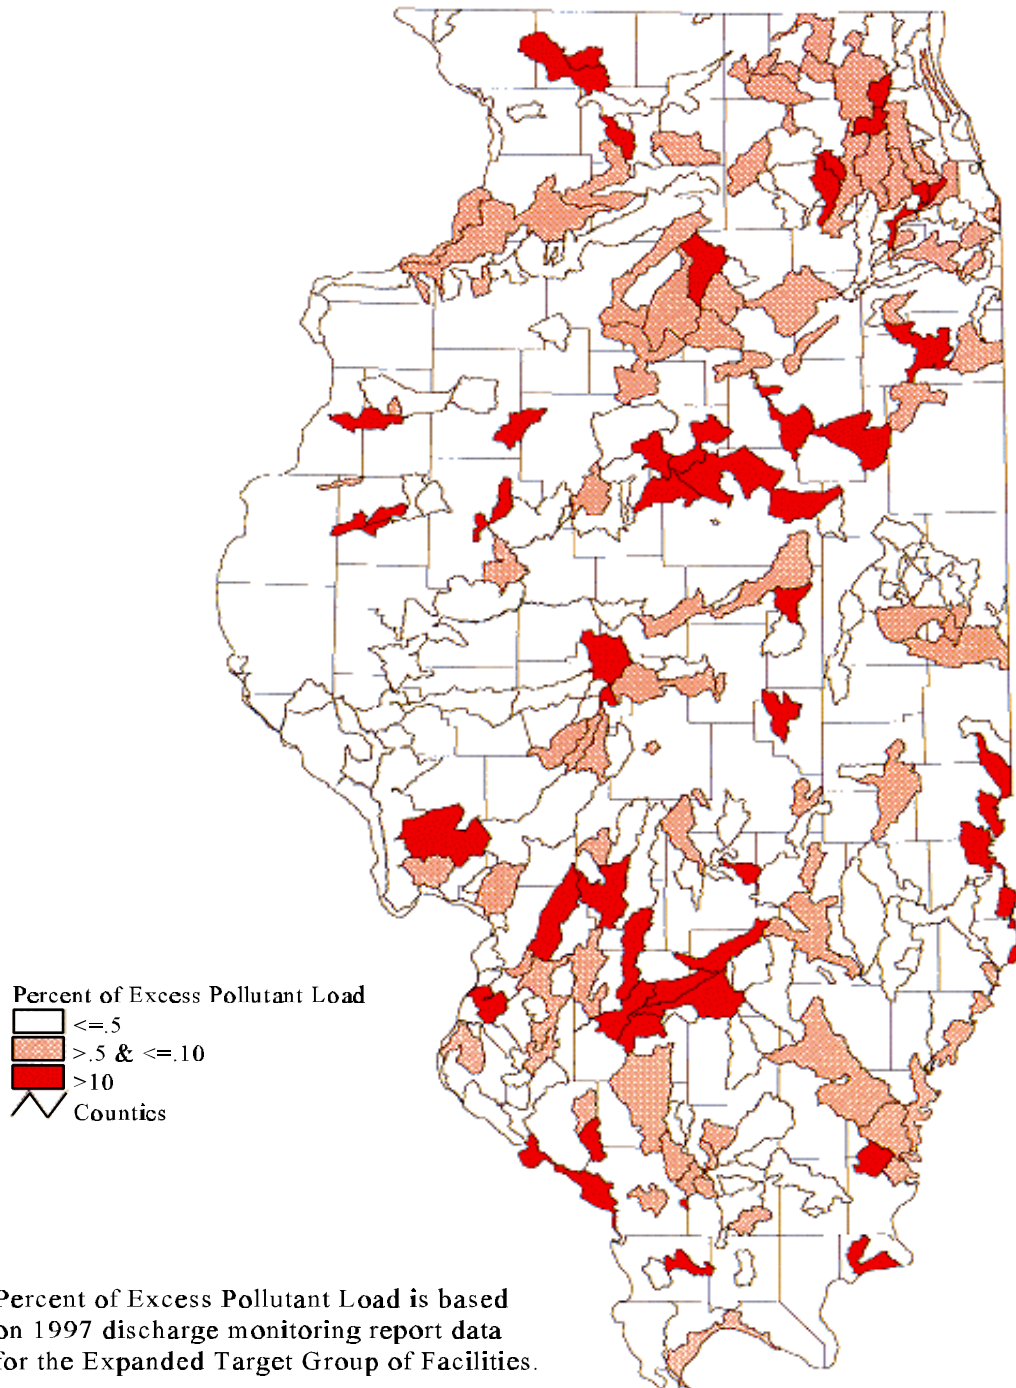 Percent of Excess Pollutant Load
<=.5
>.5 & <=.10
>10
Counties
Percent of Excess Pollutant Load is based
on 1997 discharge monitoring report data
for the Expanded Target Group of Facilities.